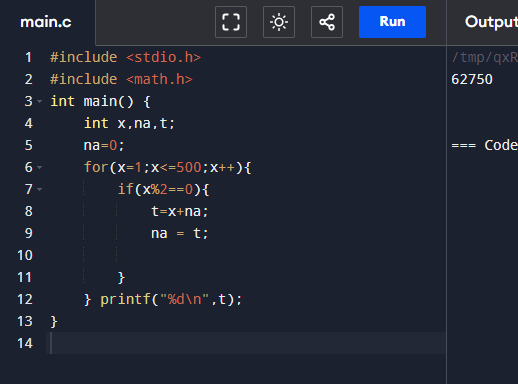 main.c Run Output
1 #include <stdio.h> /tmp/qxR
2 #include <math.h> 62750
3 int main() {
4     int x,na,t;
5     na=0; === Code
6     for(x=1;x<=500;x++){
7         if(x%2==0){
8             t=x+na;
9             na = t;
10
11         }
12     } printf("%d\n",t);
13 }
14